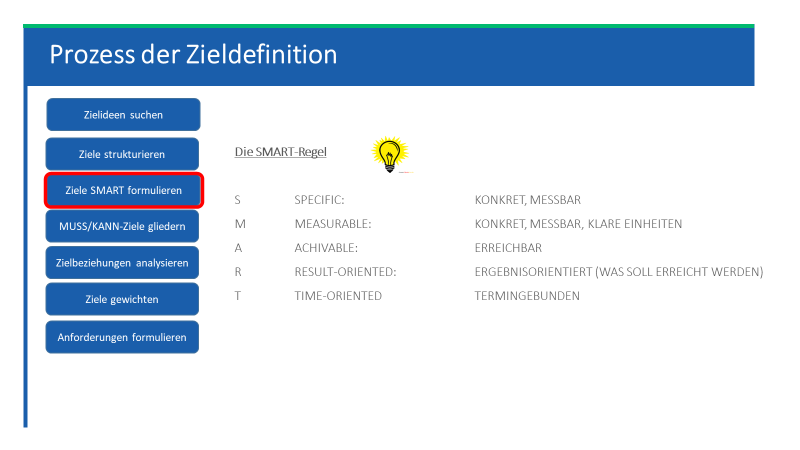 Prozess der Zieldefinition
Zielideen suchen
Ziele strukturieren
Ziele SMART formulieren
MUSS/KANN-Ziele gliedern
Zielbeziehungen analysieren
Ziele gewichten
Anforderungen formulieren
Die SMART-Regel
S SPECIFIC: KONKRET, MESSBAR
M MEASURABLE: KONKRET, MESSBAR, KLARE EINHEITEN
A ACHIVABLE: ERREICHBAR
R RESULT-ORIENTED: ERGEBNISORIENTIERT (WAS SOLL ERREICHT WERDEN)
T TIME-ORIENTED TERMINGEBUNDEN